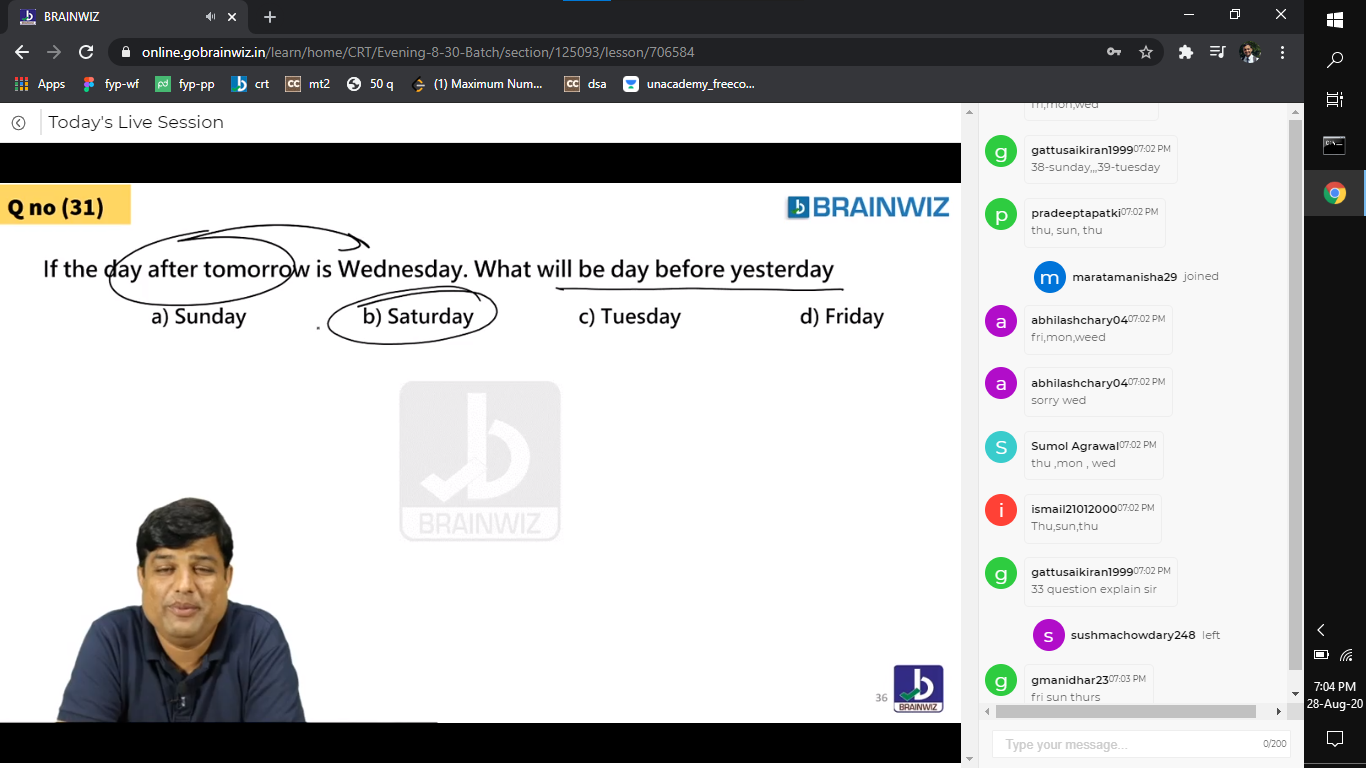 BRAINWIZ
online.gobrainwiz.in/learn/home/CRT/Evening-8-30-Batch/section/125093/lesson/706584
Apps fyp-wf fyp-pp crt mt2 50 q (1) Maximum Num... dsa unacademy_freeco...
Today's Live Session
Q no (31)
BRAINWIZ
If the day after tomorrow is Wednesday. What will be day before yesterday
a) Sunday b) Saturday c) Tuesday d) Friday
BRAINWIZ
36
BRAINWIZ
fri,mon,wed
g
gattusaikiran1999 07:02 PM
38-sunday,,,39-tuesday
p
pradeeptapatki 07:02 PM
thu, sun, thu
m maratamanisha29 joined
a
abhilashchary04 07:02 PM
fri,mon,weed
a
abhilashchary04 07:02 PM
sorry wed
S
Sumol Agrawal 07:02 PM
thu ,mon , wed
i
ismail21012000 07:02 PM
Thu,sun,thu
g
gattusaikiran1999 07:02 PM
33 question explain sir
s sushmachowdary248 left
g
gmanidhar23 07:03 PM
fri sun thurs
Type your message... 0/200
7:04 PM
28-Aug-20